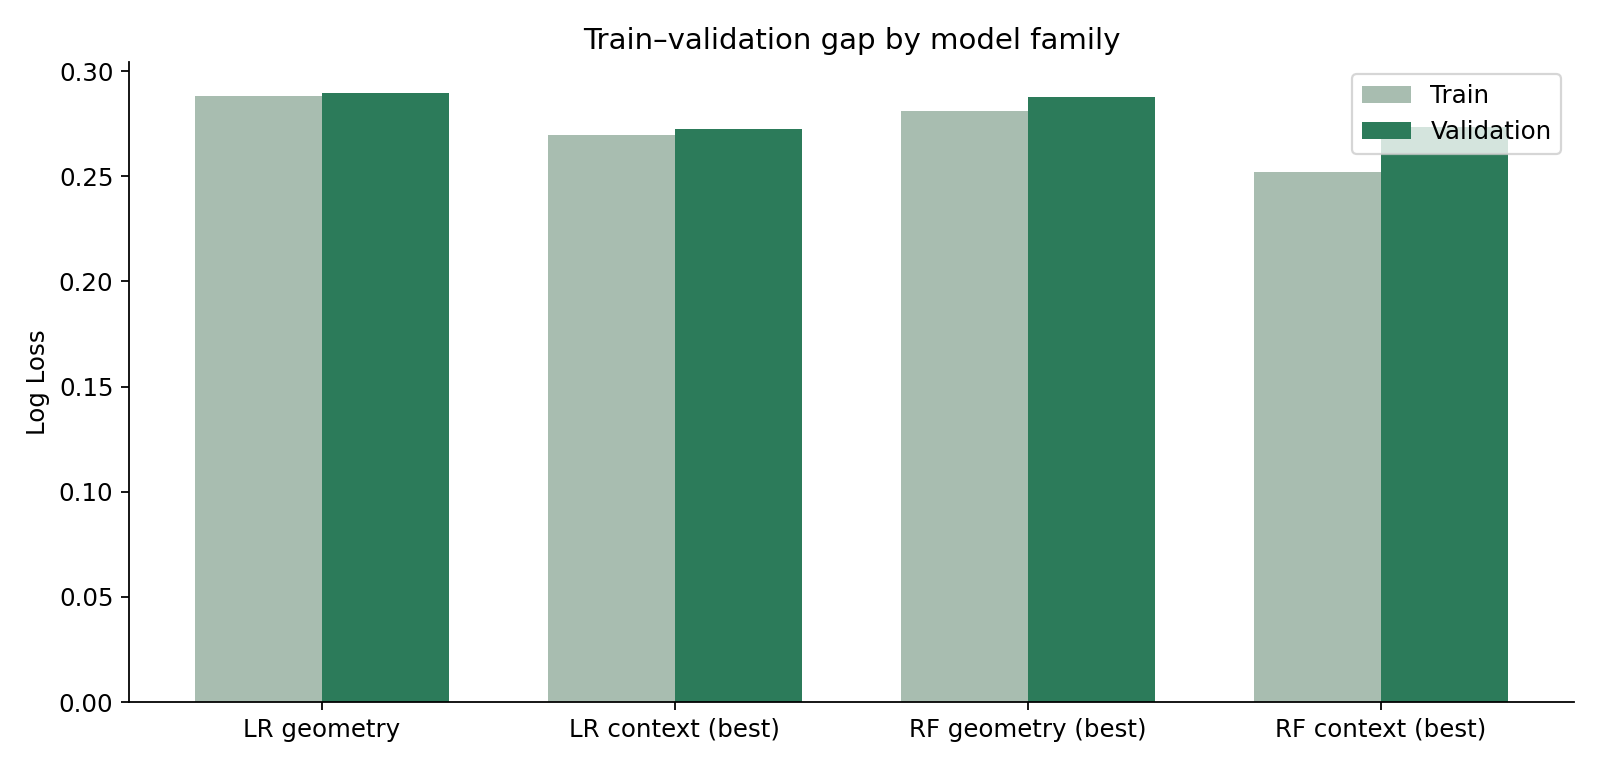 Train–validation gap by model family
Train
Validation
Log Loss
0.30
0.25
0.20
0.15
0.10
0.05
0.00
LR geometry
LR context (best)
RF geometry (best)
RF context (best)